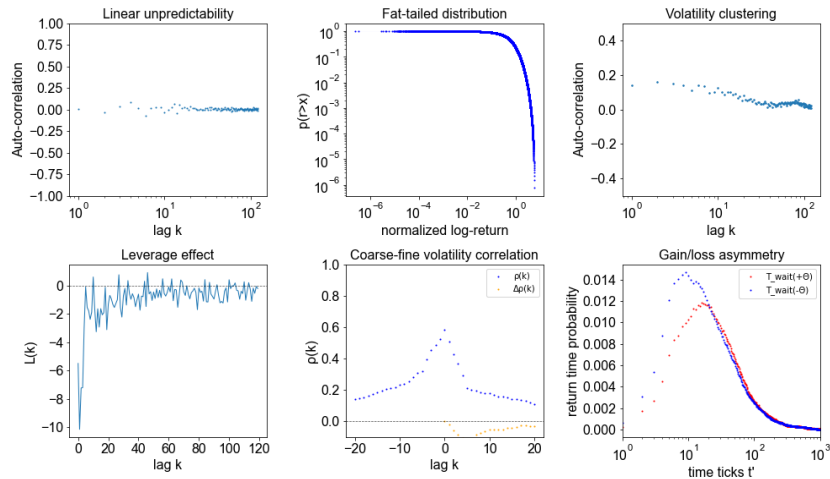 Linear unpredictability
Auto-correlation
1.00
0.75
0.50
0.25
0.00
−0.25
−0.50
−0.75
−1.00
10⁰ 10¹ 10²
lag k
Fat-tailed distribution
p(r>x)
10⁰
10⁻¹
10⁻²
10⁻³
10⁻⁴
10⁻⁵
10⁻⁶
10⁻⁶ 10⁻⁴ 10⁻² 10⁰
normalized log-return
Volatility clustering
Auto-correlation
0.4
0.2
0.0
−0.2
−0.4
10⁰ 10¹ 10²
lag k
Leverage effect
L(k)
0
−2
−4
−6
−8
−10
0 20 40 60 80 100 120
lag k
Coarse-fine volatility correlation
ρ(k)
Δρ(k)
ρ(k)
1.0
0.8
0.6
0.4
0.2
0.0
−20 −10 0 10 20
lag k
Gain/loss asymmetry
T_wait(+Θ)
T_wait(-Θ)
return time probability
0.014
0.012
0.010
0.008
0.006
0.004
0.002
0.000
10⁰ 10¹ 10² 10³
time ticks t'